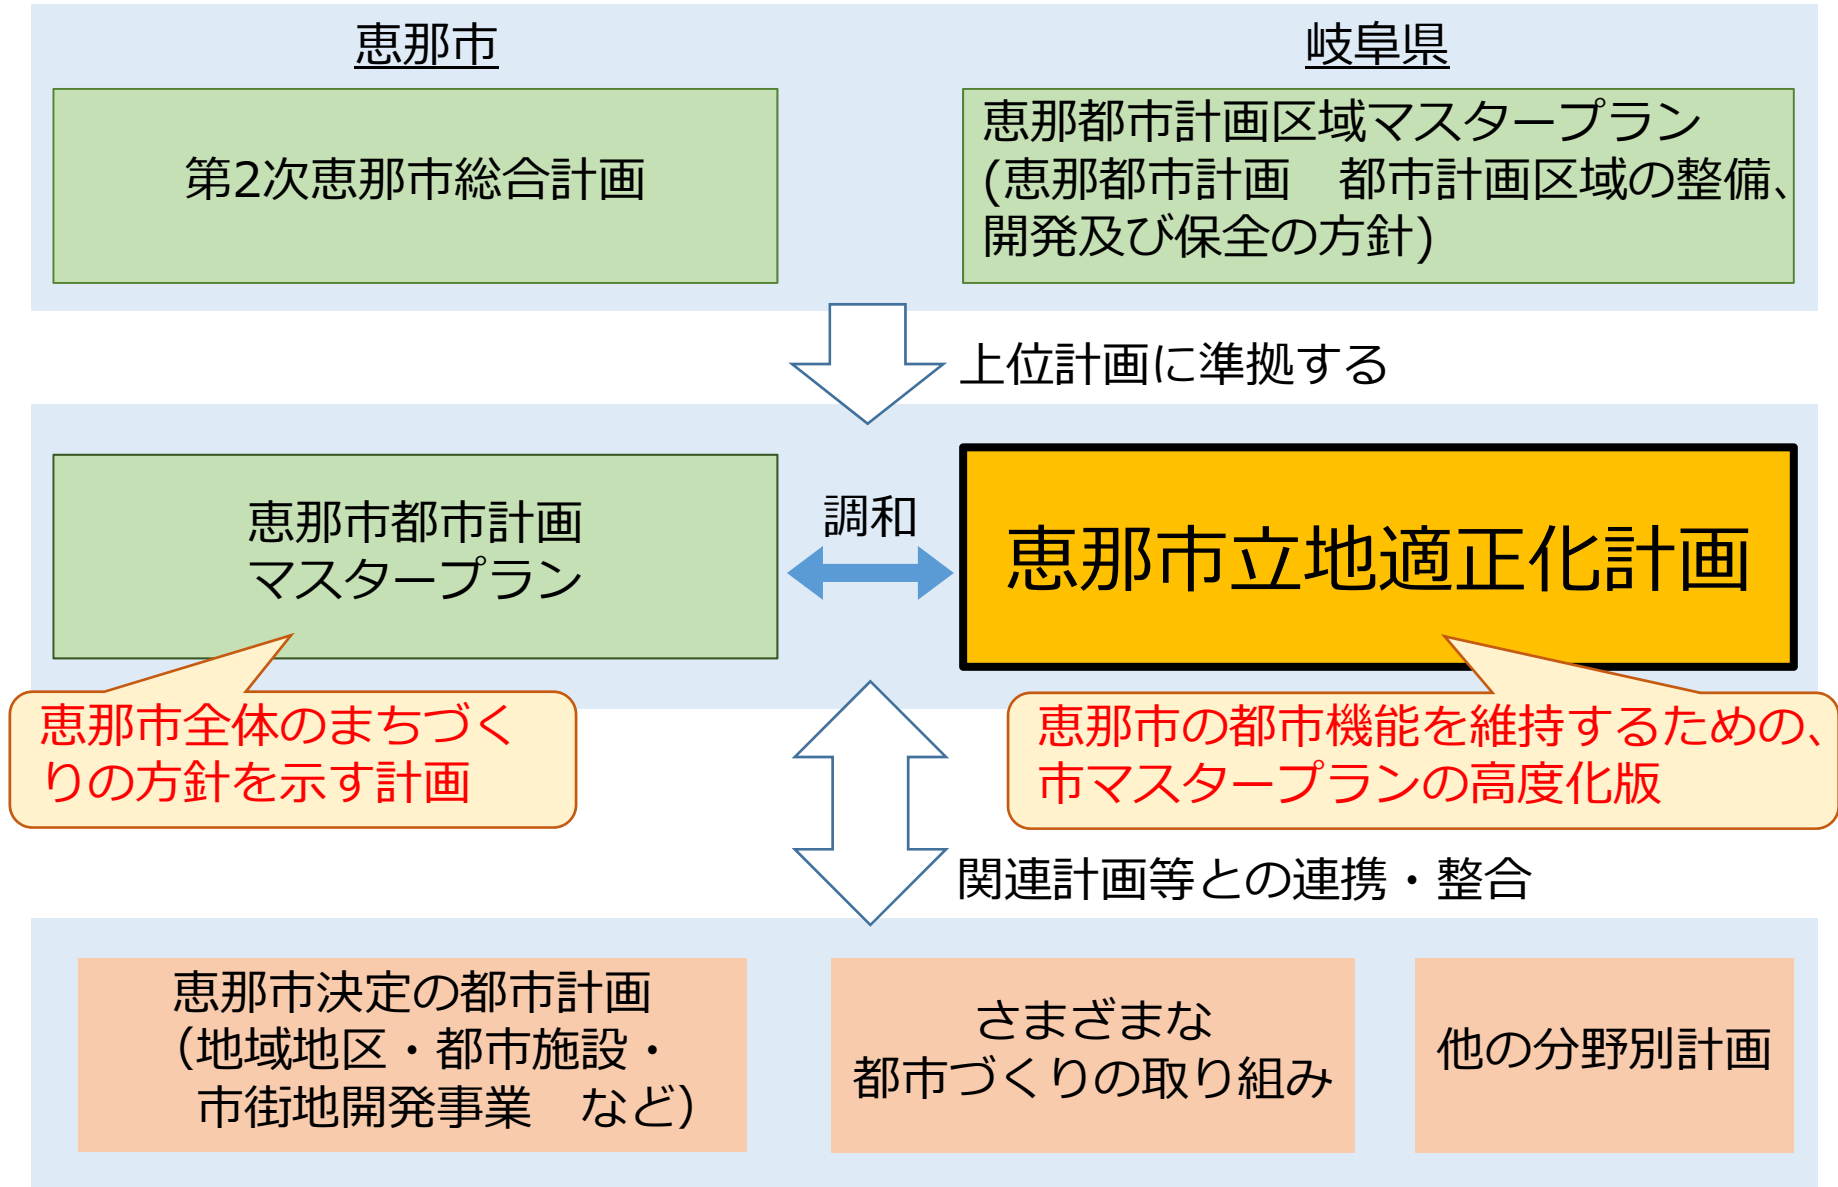 恵那市
岐阜県
第2次恵那市総合計画
恵那都市計画区域マスタープラン
(恵那都市計画　都市計画区域の整備、
開発及び保全の方針)
上位計画に準拠する
恵那市都市計画
マスタープラン
調和
恵那市立地適正化計画
恵那市全体のまちづく
りの方針を示す計画
恵那市の都市機能を維持するための、
市マスタープランの高度化版
関連計画等との連携・整合
恵那市決定の都市計画
（地域地区・都市施設・
市街地開発事業　など）
さまざまな
都市づくりの取り組み
他の分野別計画